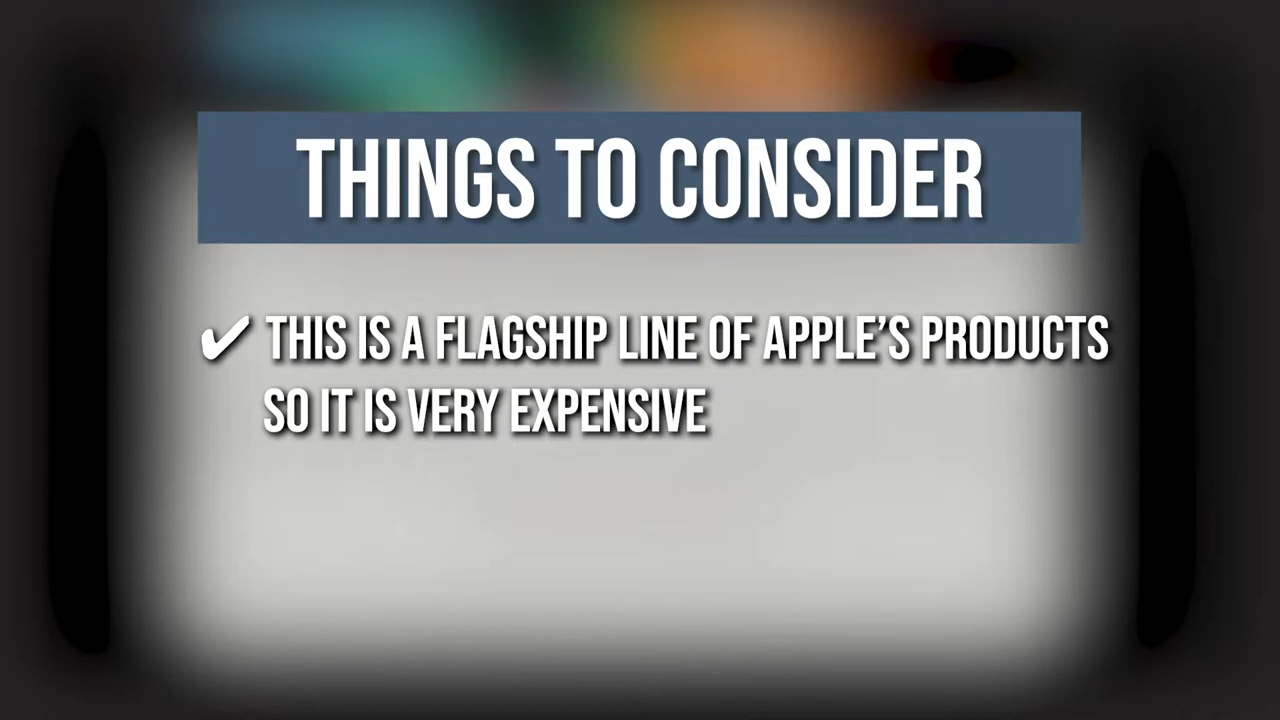 THINGS TO CONSIDER
✔ THIS IS A FLAGSHIP LINE OF APPLE'S PRODUCTS
SO IT IS VERY EXPENSIVE